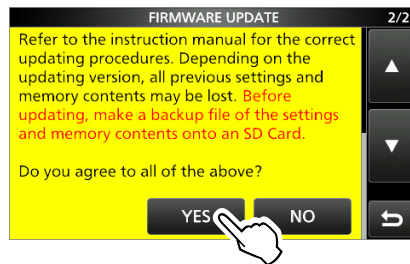 FIRMWARE UPDATE 2/2
Refer to the instruction manual for the correct
updating procedures. Depending on the
updating version, all previous settings and
memory contents may be lost. Before
updating, make a backup file of the settings
and memory contents onto an SD Card.
Do you agree to all of the above?
YES NO